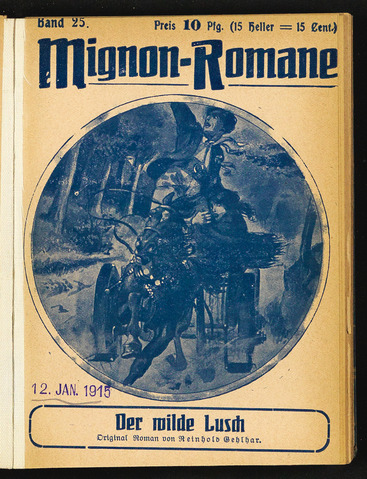 Band 25.
Preis 10 Pfg. (15 Heller = 15 Cent.)
Mignon-Romane
12. JAN. 1915
Der wilde Lusch
Original Roman von Reinhold Gehlhar.